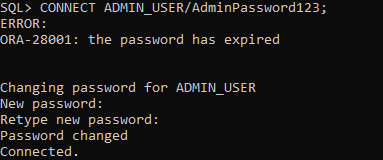 SQL> CONNECT ADMIN_USER/AdminPassword123;
ERROR:
ORA-28001: the password has expired
Changing password for ADMIN_USER
New password:
Retype new password:
Password changed
Connected.